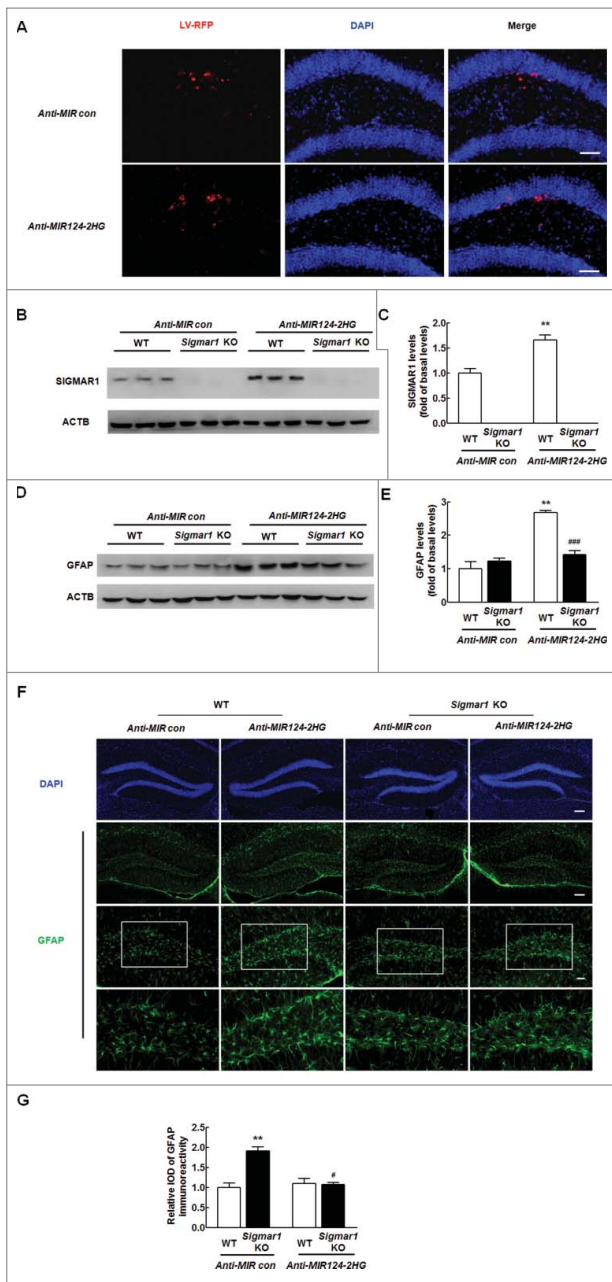 A
LV-RFP DAPI Merge
Anti-MIR con
Anti-MIR124-2HG
B
Anti-MIR con Anti-MIR124-2HG
WT Sigmar1 KO WT Sigmar1 KO
SIGMAR1
ACTB
C
SIGMAR1 levels
(fold of basal levels)
2.0
1.5
1.0
0.5
0.0
**
WT Sigmar1 KO WT Sigmar1 KO
Anti-MIR con Anti-MIR124-2HG
D
Anti-MIR con Anti-MIR124-2HG
WT Sigmar1 KO WT Sigmar1 KO
GFAP
ACTB
E
GFAP levels
(fold of basal levels)
3
2
1
0
**
###
WT Sigmar1 KO WT Sigmar1 KO
Anti-MIR con Anti-MIR124-2HG
F
WT Sigmar1 KO
Anti-MIR con Anti-MIR124-2HG Anti-MIR con Anti-MIR124-2HG
DAPI
GFAP
G
Relative IOD of GFAP
immunoreactivity
2.5
2.0
1.5
1.0
0.5
0.0
**
#
WT Sigmar1 KO WT Sigmar1 KO
Anti-MIR con Anti-MIR124-2HG